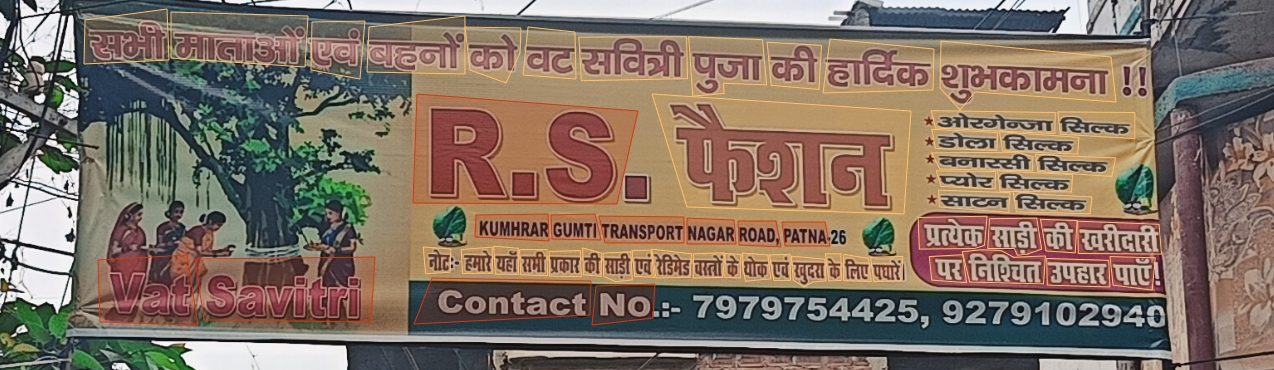 सभी माताओं एवं बहनों को वट सवित्री पुजा की हार्दिक शुभकामना !!
R.S. फैशन
★ ओरगेन्जा सिल्क
★ डोला सिल्क
★ बनारसी सिल्क
★ प्योर सिल्क
★ साटन सिल्क
KUMHRAR GUMTI TRANSPORT NAGAR ROAD, PATNA-26
नोट:- हमारे यहाँ सभी प्रकार की साड़ी एवं रेडिमेड वस्त्रों के थोक एवं खुदरा के लिए पधारें।
प्रत्येक साड़ी की खरीदारी
पर निश्चित उपहार पाएँ!
Vat Savitri
Contact No.:- 7979754425, 9279102940